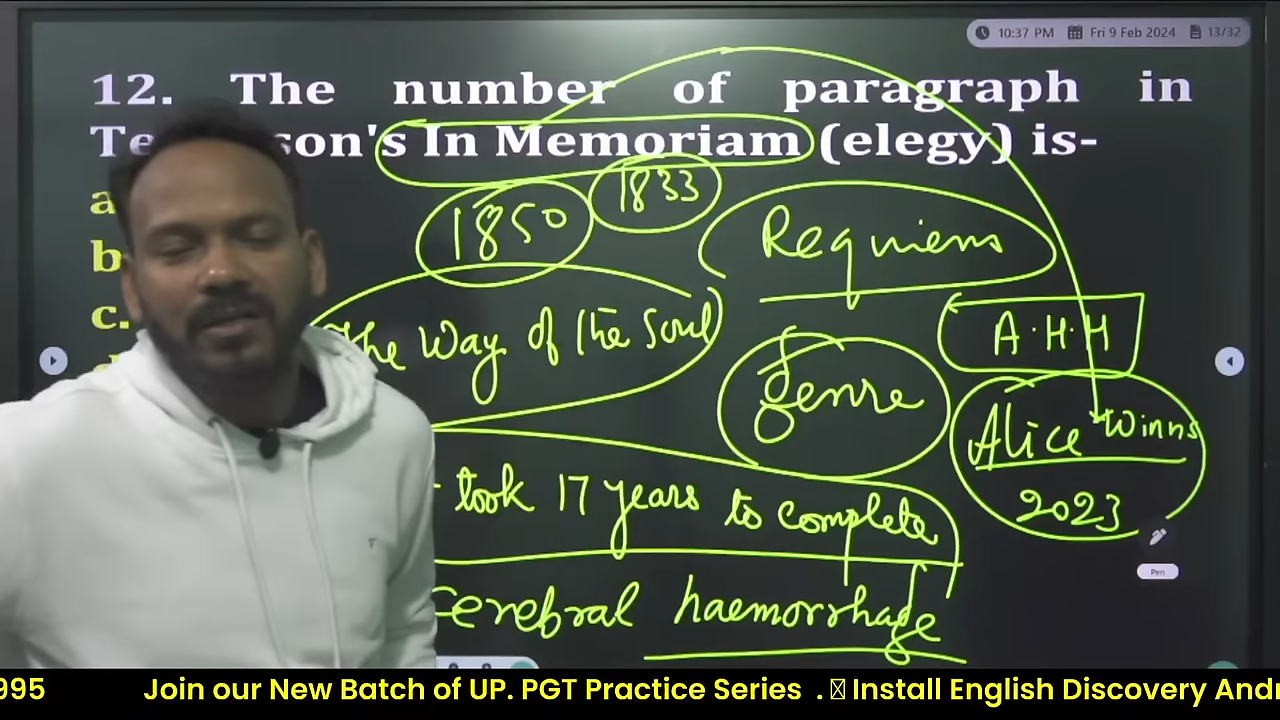 10:37 PM Fri 9 Feb 2024 13/32
12. The number of paragraph in
Tennyson's In Memoriam (elegy) is-
a
b
c.
1850
1833
Requiem
The Way of the Soul
A.H.H
genre
Alice Winns
2023
took 17 years to complete
cerebral haemorrhage
Pen
995 Join our New Batch of UP. PGT Practice Series . Install English Discovery Andr